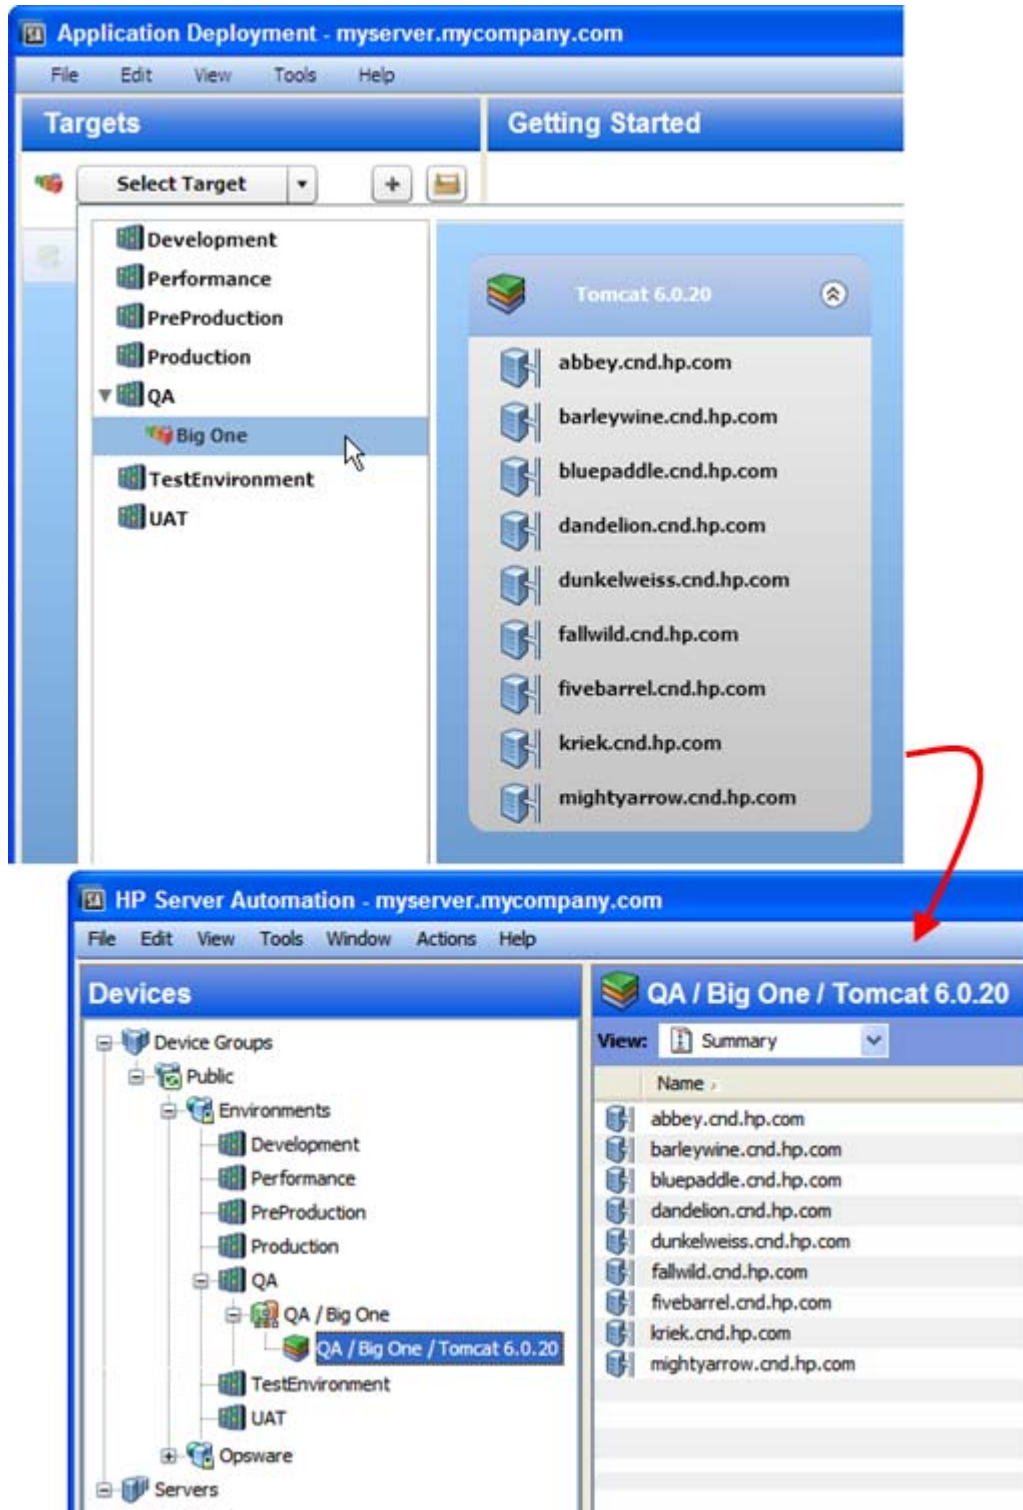 Application Deployment - myserver.mycompany.com
File Edit View Tools Help
Targets
Getting Started
Select Target
+
Development
Performance
PreProduction
Production
QA
Big One
TestEnvironment
UAT
Tomcat 6.0.20
abbey.cnd.hp.com
barleywine.cnd.hp.com
bluepaddle.cnd.hp.com
dandelion.cnd.hp.com
dunkelweiss.cnd.hp.com
fallwild.cnd.hp.com
fivebarrel.cnd.hp.com
kriek.cnd.hp.com
mightyarrow.cnd.hp.com
SA HP Server Automation - myserver.mycompany.com
File Edit View Tools Window Actions Help
Devices
Device Groups
Public
Environments
Development
Performance
PreProduction
Production
QA
QA / Big One
QA / Big One / Tomcat 6.0.20
TestEnvironment
UAT
Opsware
Servers
QA / Big One / Tomcat 6.0.20
View: Summary
Name
abbey.cnd.hp.com
barleywine.cnd.hp.com
bluepaddle.cnd.hp.com
dandelion.cnd.hp.com
dunkelweiss.cnd.hp.com
fallwild.cnd.hp.com
fivebarrel.cnd.hp.com
kriek.cnd.hp.com
mightyarrow.cnd.hp.com